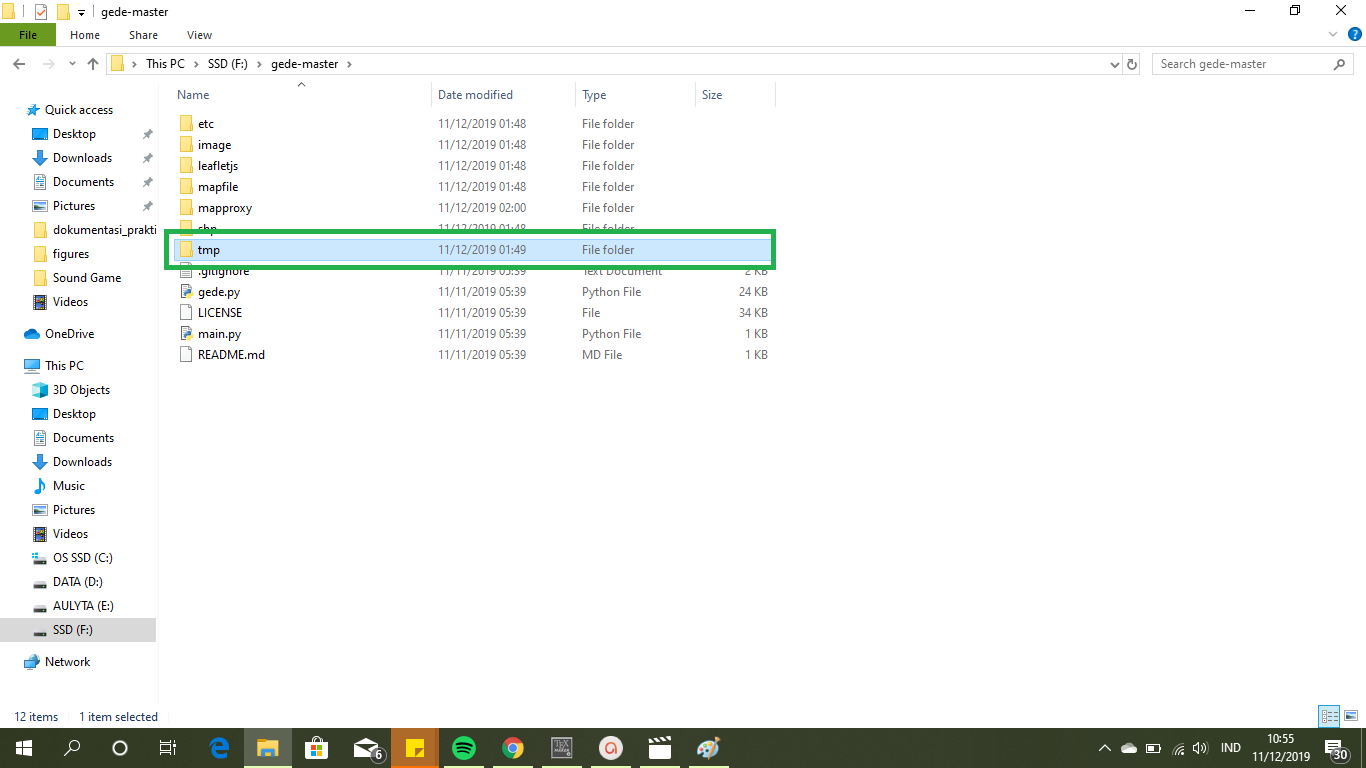 gede-master
File Home Share View
This PC SSD (F:) gede-master
Search gede-master
Name Date modified Type Size
etc 11/12/2019 01:48 File folder
image 11/12/2019 01:48 File folder
leafletjs 11/12/2019 01:48 File folder
mapfile 11/12/2019 01:48 File folder
mapproxy 11/12/2019 02:00 File folder
shp 11/12/2019 01:48 File folder
tmp 11/12/2019 01:49 File folder
.gitignore 11/11/2019 05:39 Text Document 2 KB
gede.py 11/11/2019 05:39 Python File 24 KB
LICENSE 11/11/2019 05:39 File 34 KB
main.py 11/11/2019 05:39 Python File 1 KB
README.md 11/11/2019 05:39 MD File 1 KB
Quick access
Desktop
Downloads
Documents
Pictures
dokumentasi_prakti
figures
Sound Game
Videos
OneDrive
This PC
3D Objects
Desktop
Documents
Downloads
Music
Pictures
Videos
OS SSD (C:)
DATA (D:)
AULYTA (E:)
SSD (F:)
Network
12 items 1 item selected
6
TEX
MAKER
IND
10:55
11/12/2019
30